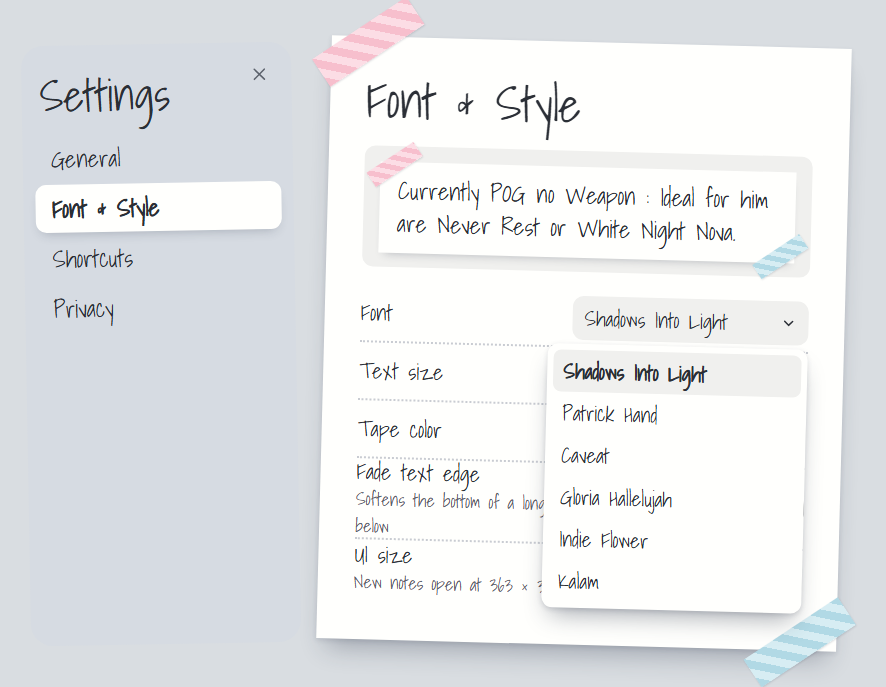 Settings
General
Font & Style
Shortcuts
Privacy
Font & Style
Currently POG no Weapon : Ideal for him
are Never Rest or White Night Nova.
Font
Shadows Into Light
Text size
Tape color
Fade text edge
Softens the bottom of a long
below
UI size
New notes open at 363 ×
Shadows Into Light
Patrick Hand
Caveat
Gloria Hallelujah
Indie Flower
Kalam